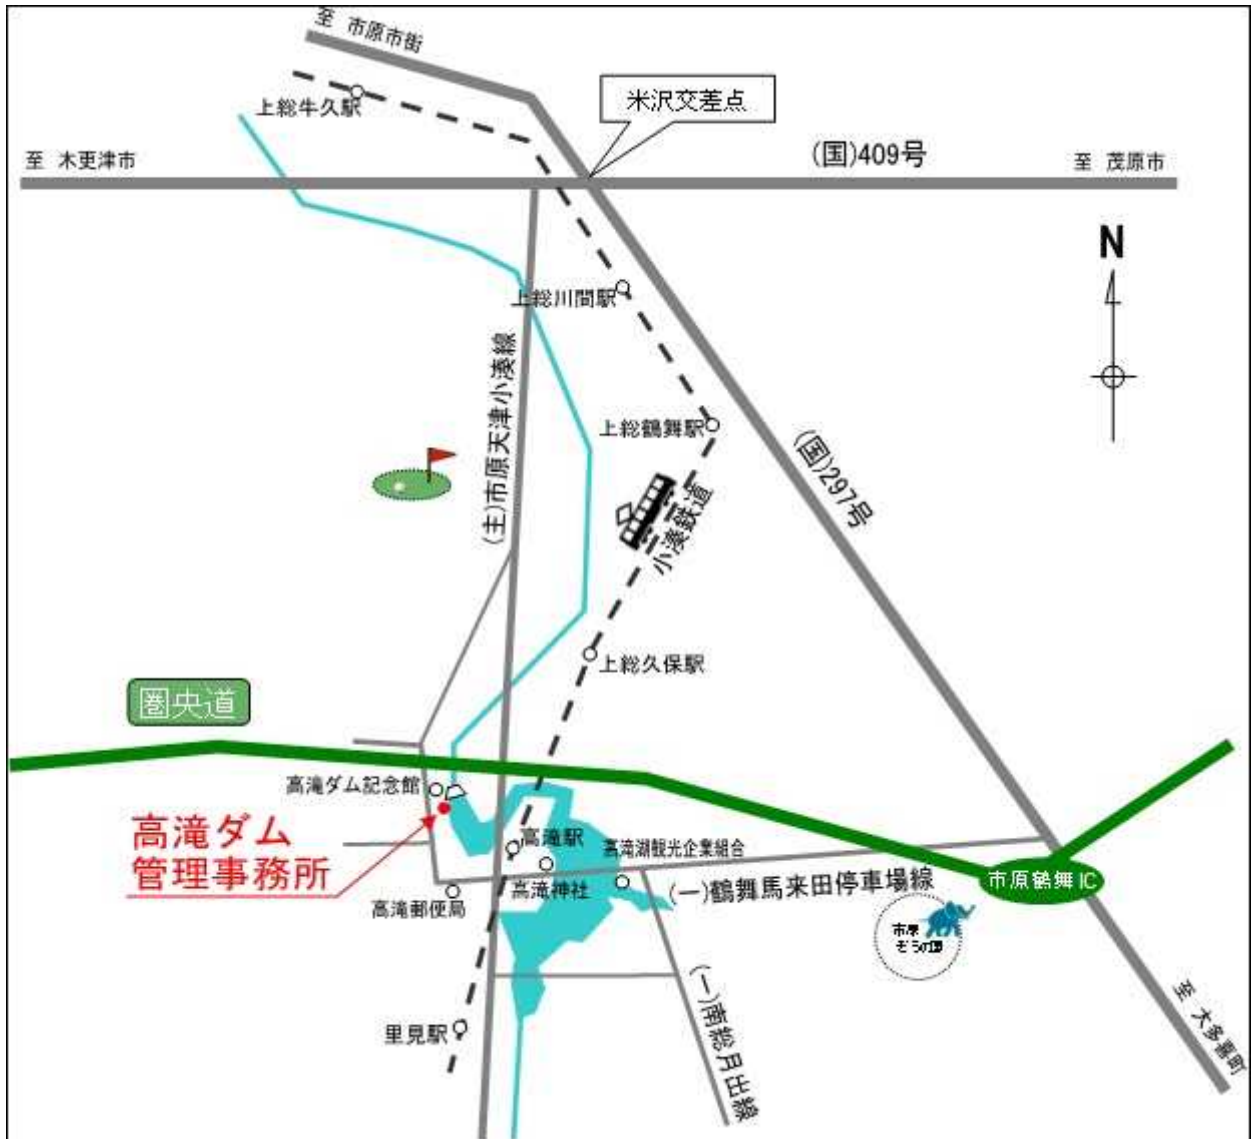 至 市原市街
上総牛久駅
米沢交差点
至 木更津市
(国)409号
至 茂原市
N
上総川間駅
(主)市原天津小湊線
上総鶴舞駅
(国)297号
小湊鉄道
上総久保駅
圏央道
高滝ダム記念館
高滝ダム
管理事務所
高滝駅
高滝湖観光企業組合
高滝神社
(一)鶴舞馬来田停車場線
市原鶴舞IC
高滝郵便局
市原
ぞうの国
(一)南総月出線
里見駅
至 大多喜町